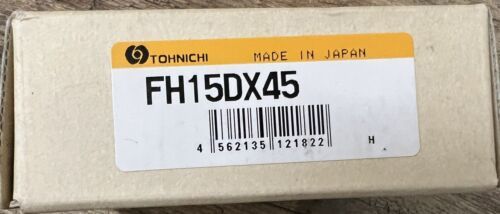 TOHNICHI MADE IN JAPAN
FH15DX45
4 562135 121822 H